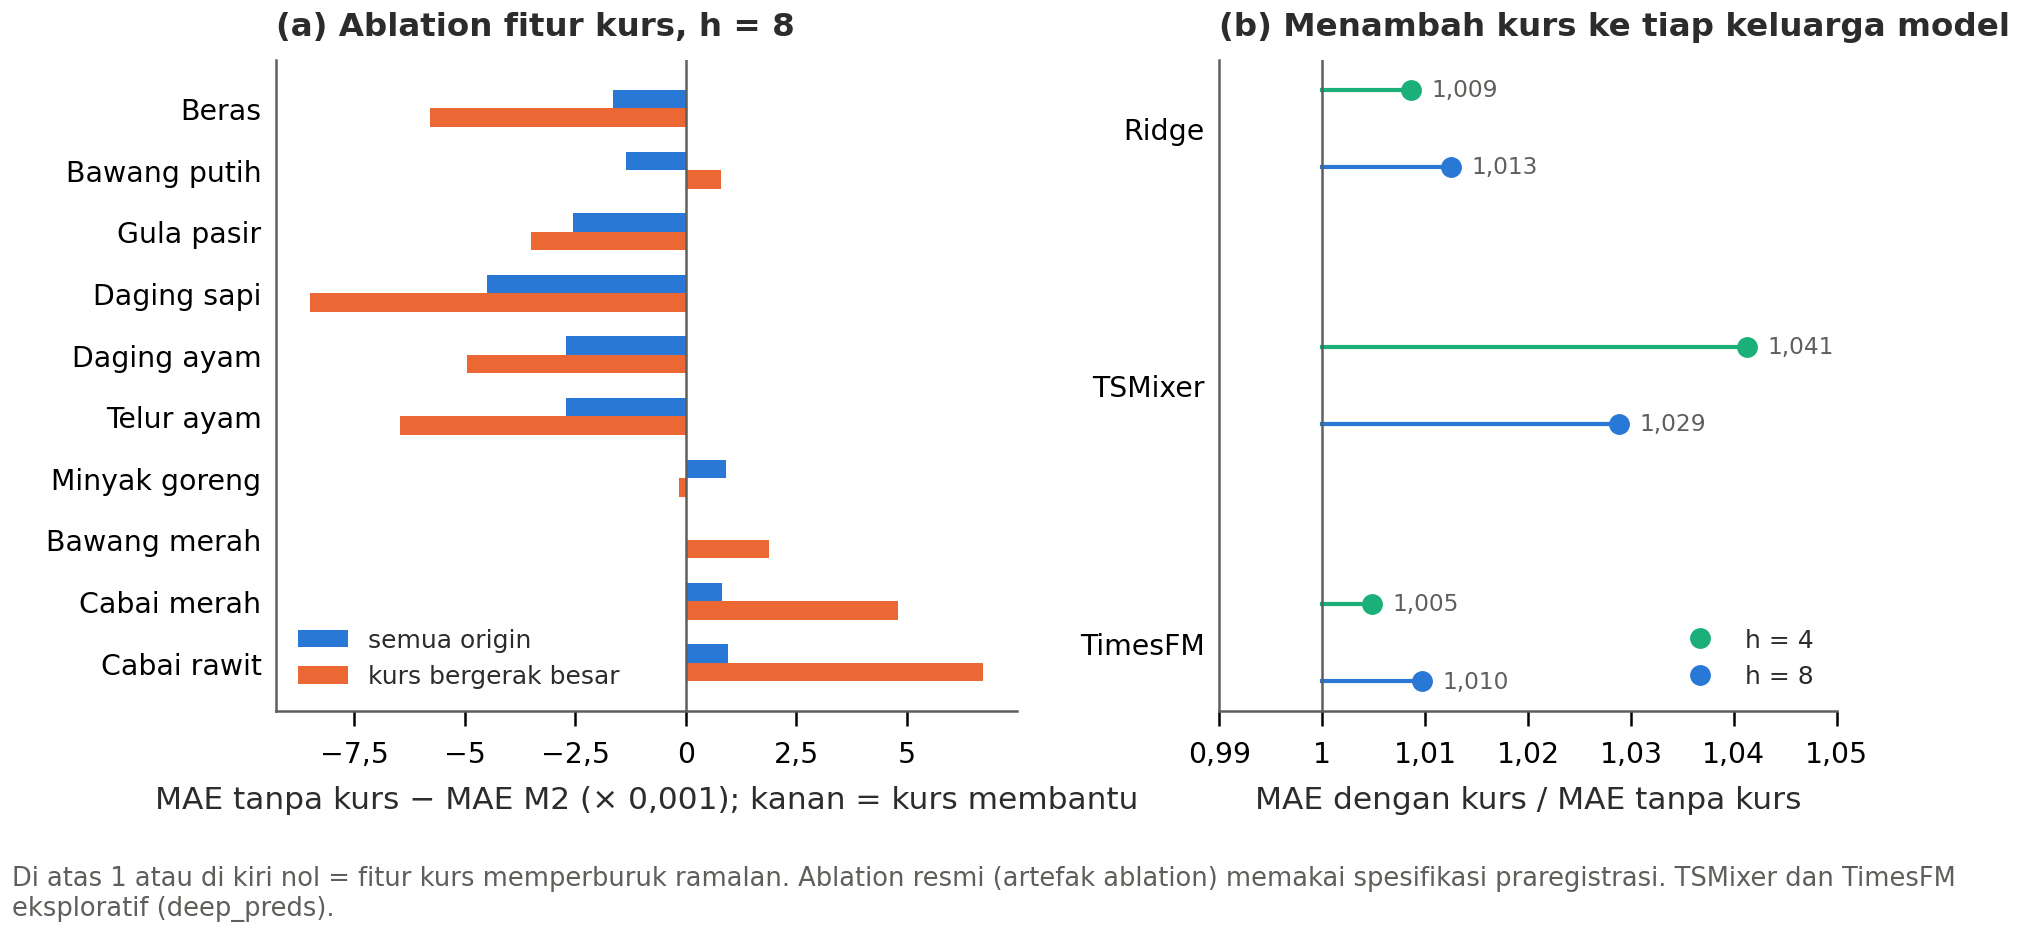 (a) Ablation fitur kurs, h = 8
Beras
Bawang putih
Gula pasir
Daging sapi
Daging ayam
Telur ayam
Minyak goreng
Bawang merah
Cabai merah
Cabai rawit
semua origin
kurs bergerak besar
−7,5 −5 −2,5 0 2,5 5
MAE tanpa kurs − MAE M2 (× 0,001); kanan = kurs membantu
(b) Menambah kurs ke tiap keluarga model
1,009
Ridge
1,013
1,041
TSMixer
1,029
1,005
TimesFM
1,010
h = 4
h = 8
0,99 1 1,01 1,02 1,03 1,04 1,05
MAE dengan kurs / MAE tanpa kurs
Di atas 1 atau di kiri nol = fitur kurs memperburuk ramalan. Ablation resmi (artefak ablation) memakai spesifikasi praregistrasi. TSMixer dan TimesFM
eksploratif (deep_preds).